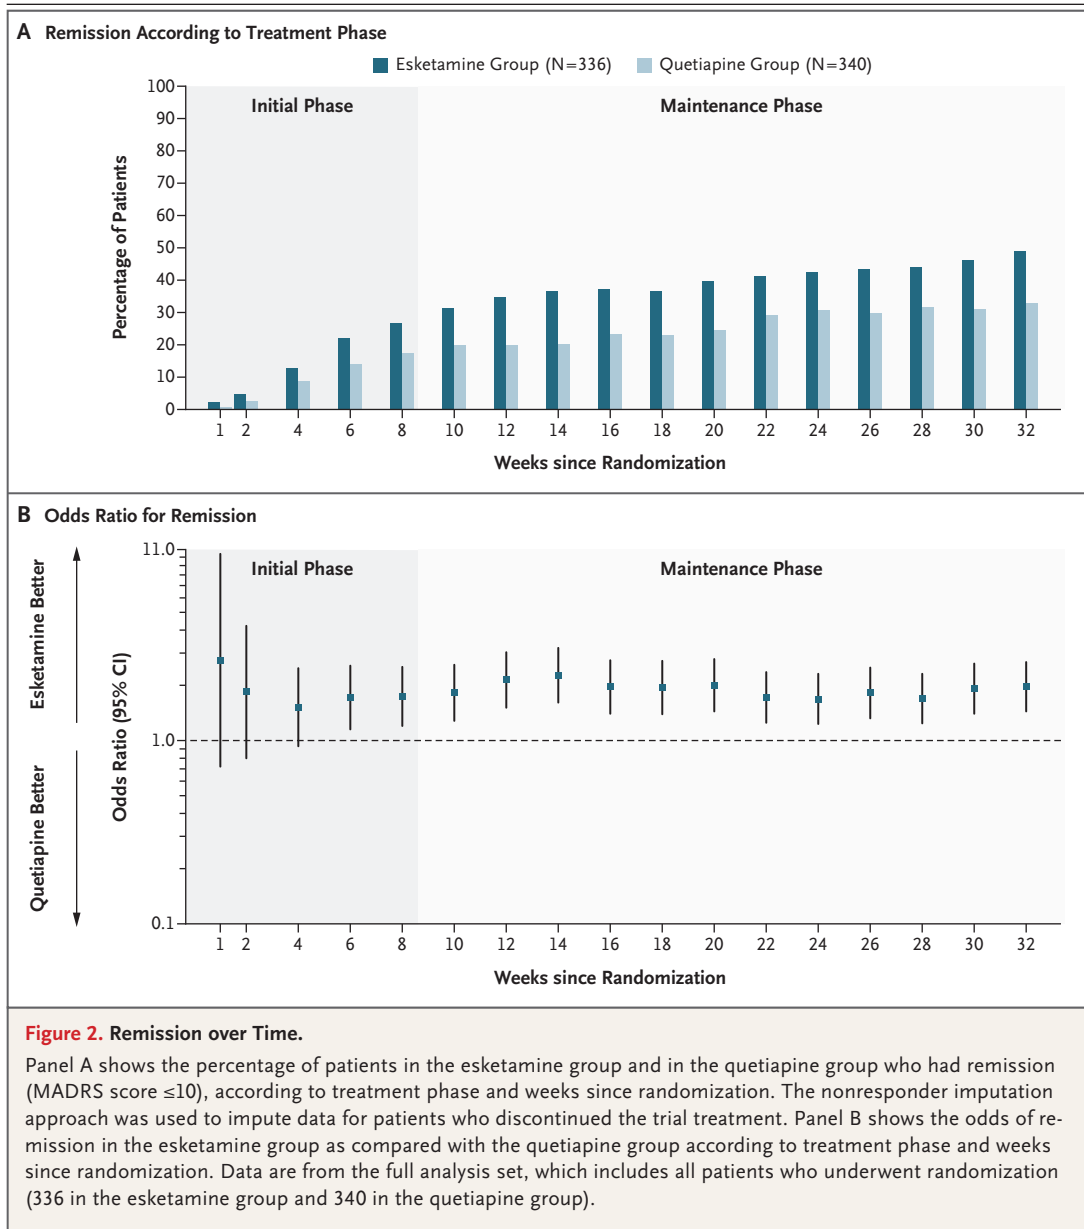 A Remission According to Treatment Phase
Esketamine Group (N=336) Quetiapine Group (N=340)
Initial Phase Maintenance Phase
Percentage of Patients
100
90
80
70
60
50
40
30
20
10
0
1 2 4 6 8 10 12 14 16 18 20 22 24 26 28 30 32
Weeks since Randomization
B Odds Ratio for Remission
Initial Phase Maintenance Phase
Esketamine Better
Quetiapine Better
Odds Ratio (95% CI)
11.0
1.0
0.1
1 2 4 6 8 10 12 14 16 18 20 22 24 26 28 30 32
Weeks since Randomization
Figure 2. Remission over Time.
Panel A shows the percentage of patients in the esketamine group and in the quetiapine group who had remission
(MADRS score ≤10), according to treatment phase and weeks since randomization. The nonresponder imputation
approach was used to impute data for patients who discontinued the trial treatment. Panel B shows the odds of re-
mission in the esketamine group as compared with the quetiapine group according to treatment phase and weeks
since randomization. Data are from the full analysis set, which includes all patients who underwent randomization
(336 in the esketamine group and 340 in the quetiapine group).